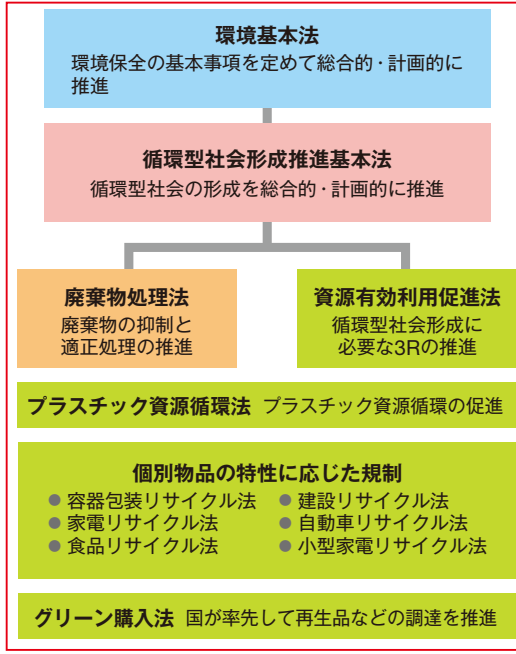 環境基本法
環境保全の基本事項を定めて総合的・計画的に
推進
循環型社会形成推進基本法
循環型社会の形成を総合的・計画的に推進
廃棄物処理法
廃棄物の抑制と
適正処理の推進
資源有効利用促進法
循環型社会形成に
必要な3Rの推進
プラスチック資源循環法 プラスチック資源循環の促進
個別物品の特性に応じた規制
● 容器包装リサイクル法
● 家電リサイクル法
● 食品リサイクル法
● 建設リサイクル法
● 自動車リサイクル法
● 小型家電リサイクル法
グリーン購入法 国が率先して再生品などの調達を推進